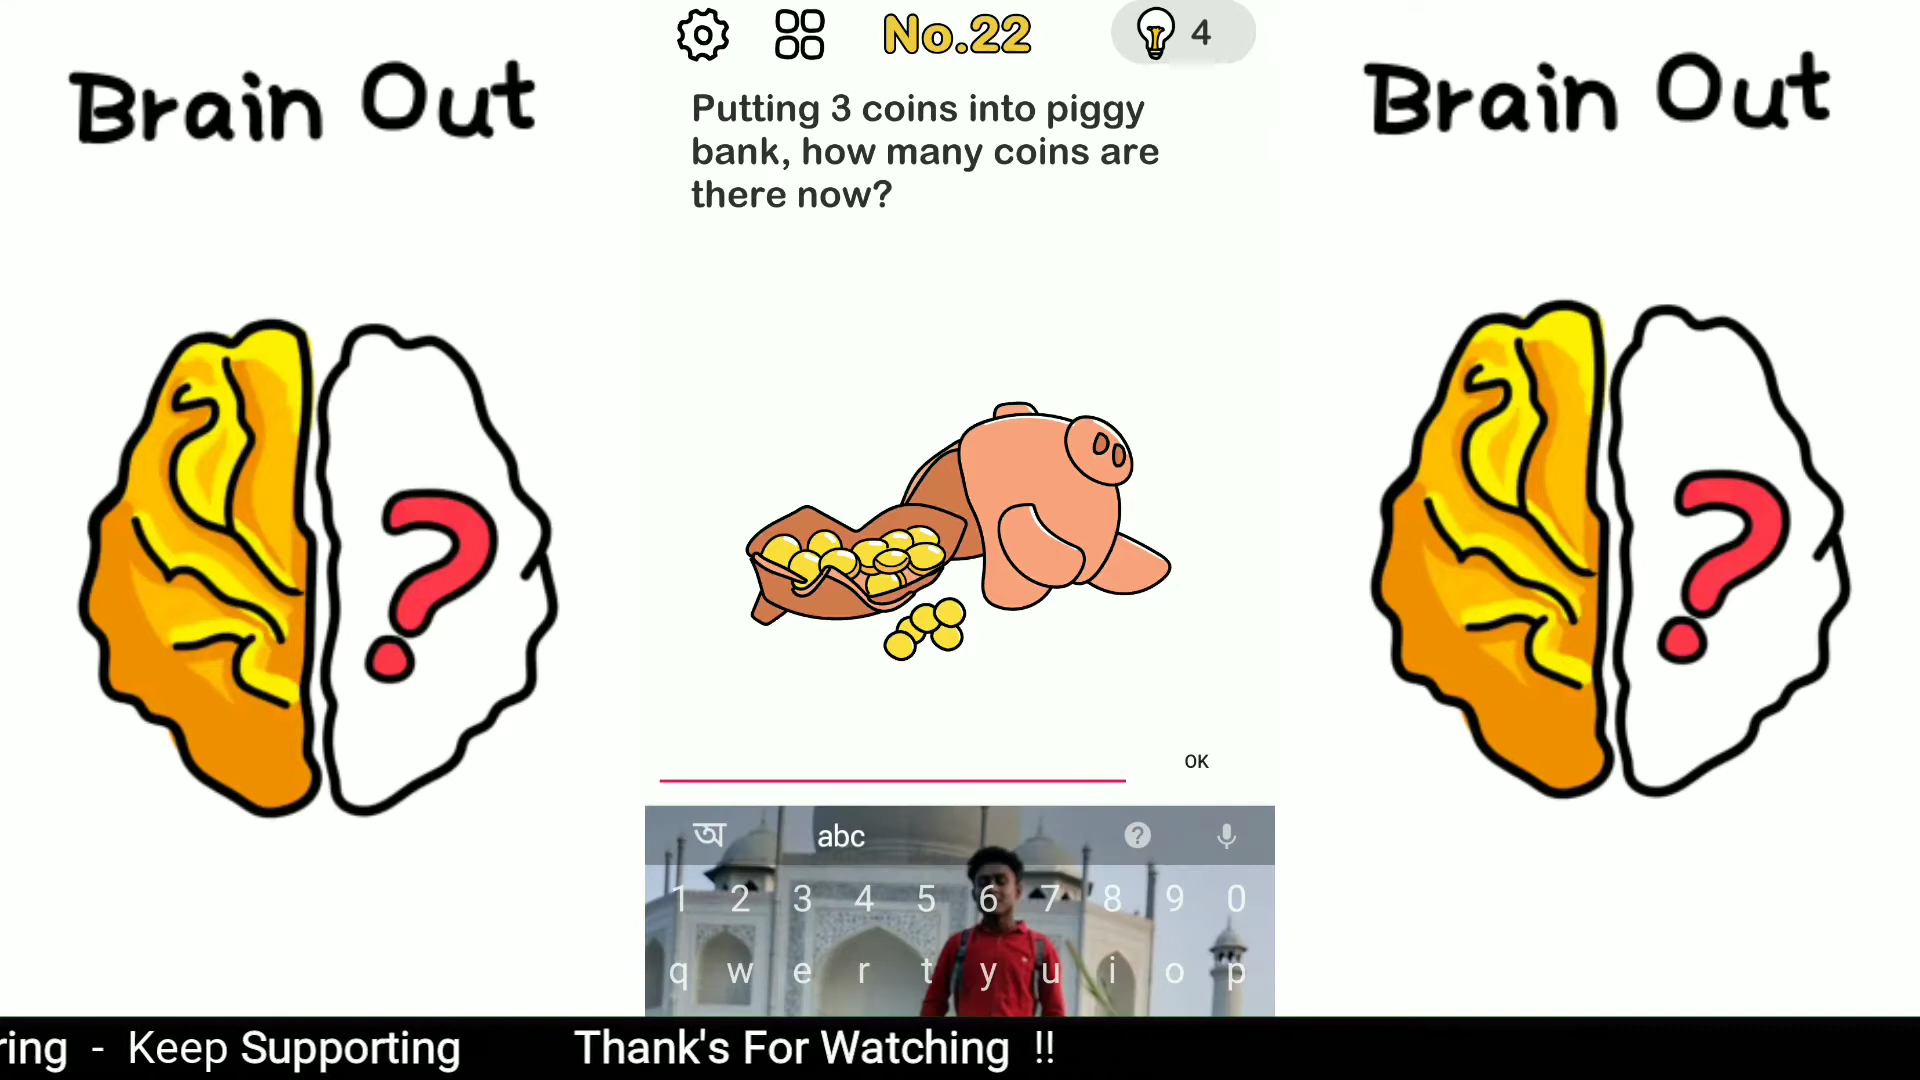 Brain Out
No.22
4
Brain Out
Putting 3 coins into piggy
bank, how many coins are
there now?
OK
অ abc ?
1 2 3 4 5 6 7 8 9 0
q w e r t y u i o p
ring - Keep Supporting Thank's For Watching !!